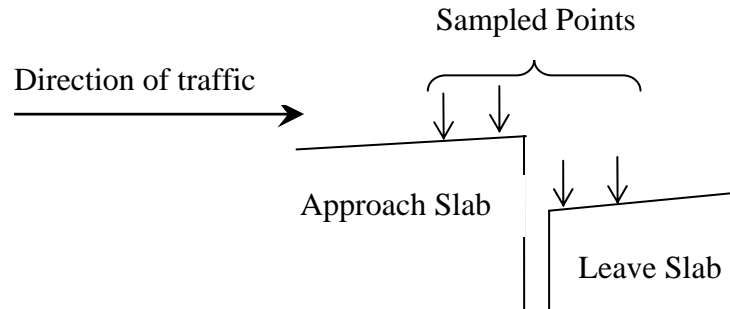 Sampled Points
Direction of traffic
Approach Slab
Leave Slab